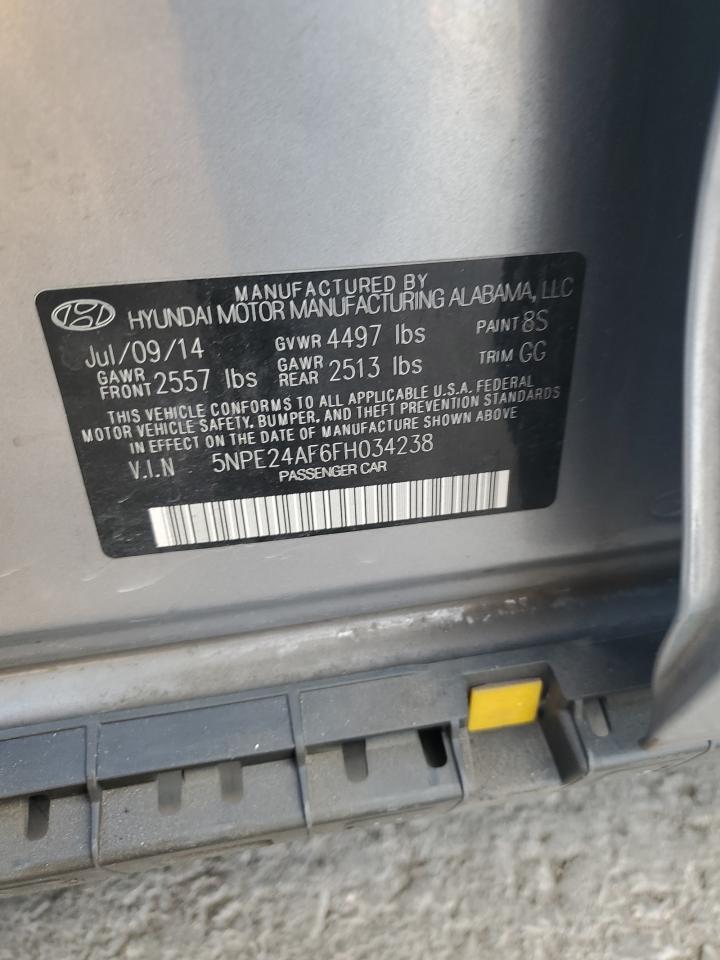 MANUFACTURED BY
HYUNDAI MOTOR MANUFACTURING ALABAMA, LLC
Jul/09/14 GVWR 4497 lbs PAINT 8S
GAWR FRONT 2557 lbs GAWR REAR 2513 lbs TRIM GG
THIS VEHICLE CONFORMS TO ALL APPLICABLE U.S.A. FEDERAL
MOTOR VEHICLE SAFETY, BUMPER, AND THEFT PREVENTION STANDARDS
IN EFFECT ON THE DATE OF MANUFACTURE SHOWN ABOVE
V.I.N 5NPE24AF6FH034238
PASSENGER CAR